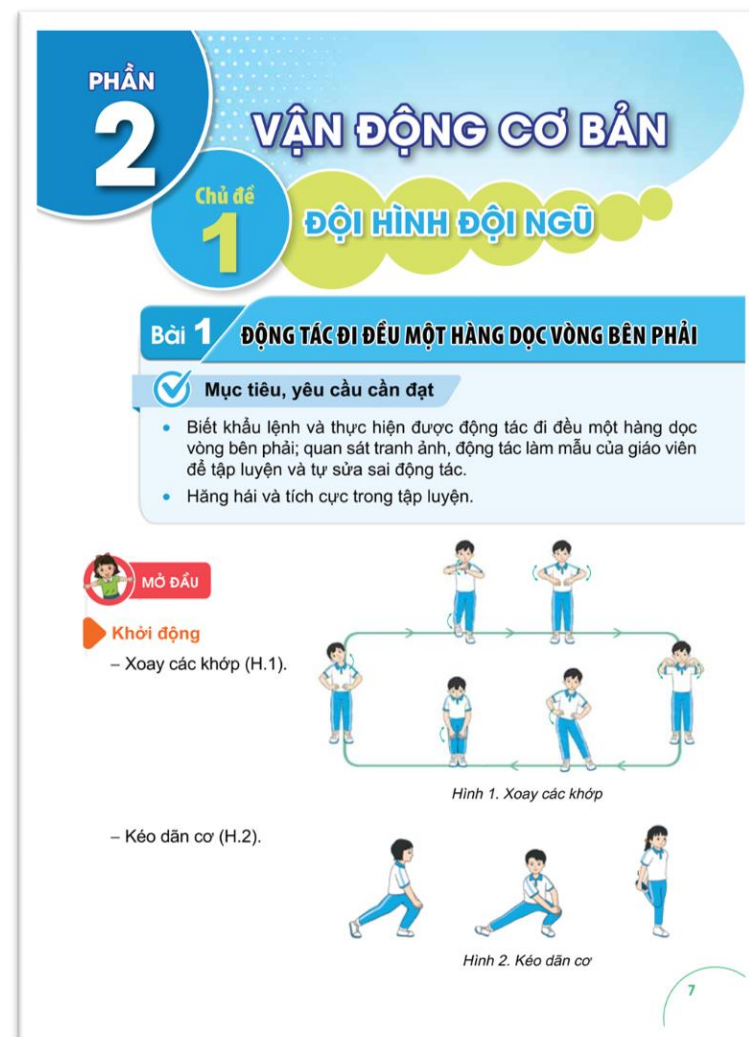 PHẦN
2
VẬN ĐỘNG CƠ BẢN
Chủ đề
1
ĐỘI HÌNH ĐỘI NGŨ
Bài 1
ĐỘNG TÁC ĐI ĐỀU MỘT HÀNG DỌC VÒNG BÊN PHẢI
Mục tiêu, yêu cầu cần đạt
• Biết khẩu lệnh và thực hiện được động tác đi đều một hàng dọc
vòng bên phải; quan sát tranh ảnh, động tác làm mẫu của giáo viên
để tập luyện và tự sửa sai động tác.
• Hăng hái và tích cực trong tập luyện.
MỞ ĐẦU
Khởi động
– Xoay các khớp (H.1).
Hình 1. Xoay các khớp
– Kéo dãn cơ (H.2).
Hình 2. Kéo dãn cơ
7